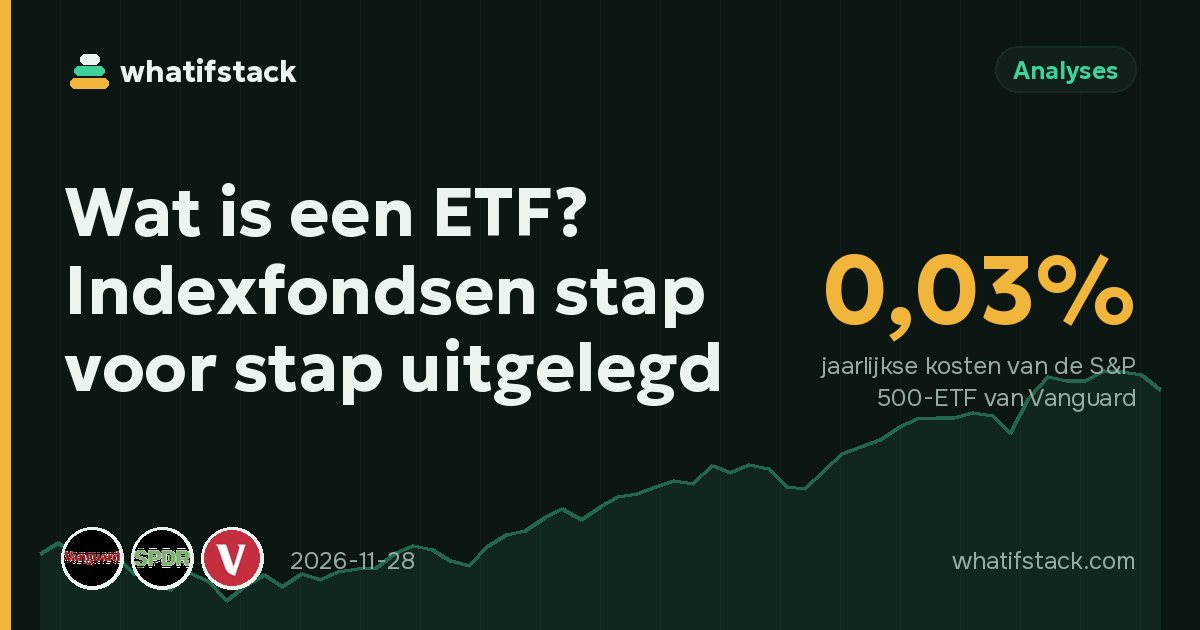 whatifstack
Analyses
Wat is een ETF?
Indexfondsen stap
voor stap uitgelegd
0,03%
jaarlijkse kosten van de S&P
500-ETF van Vanguard
Vanguard
SPDR
V
2026-11-28
whatifstack.com